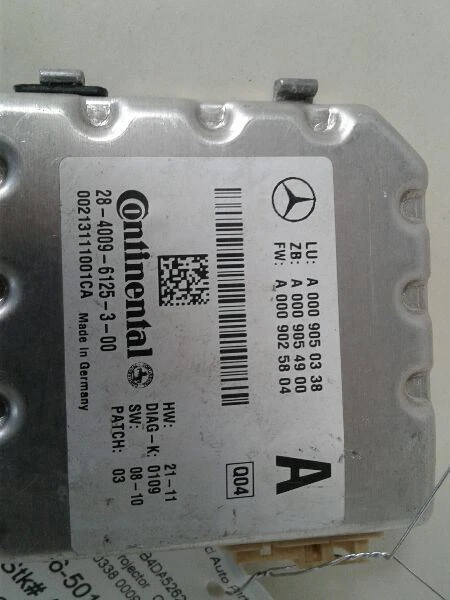 LU: A 000 905 03 38
ZB: A 000 905 49 00
FW: A 000 902 58 04
A
Q04
Continental
28-4009-6125-3-00
00213111001CA Made in Germany
HW: 21-11
DIAG-K: 0109
SW: 08-10
PATCH: 03
Stk#